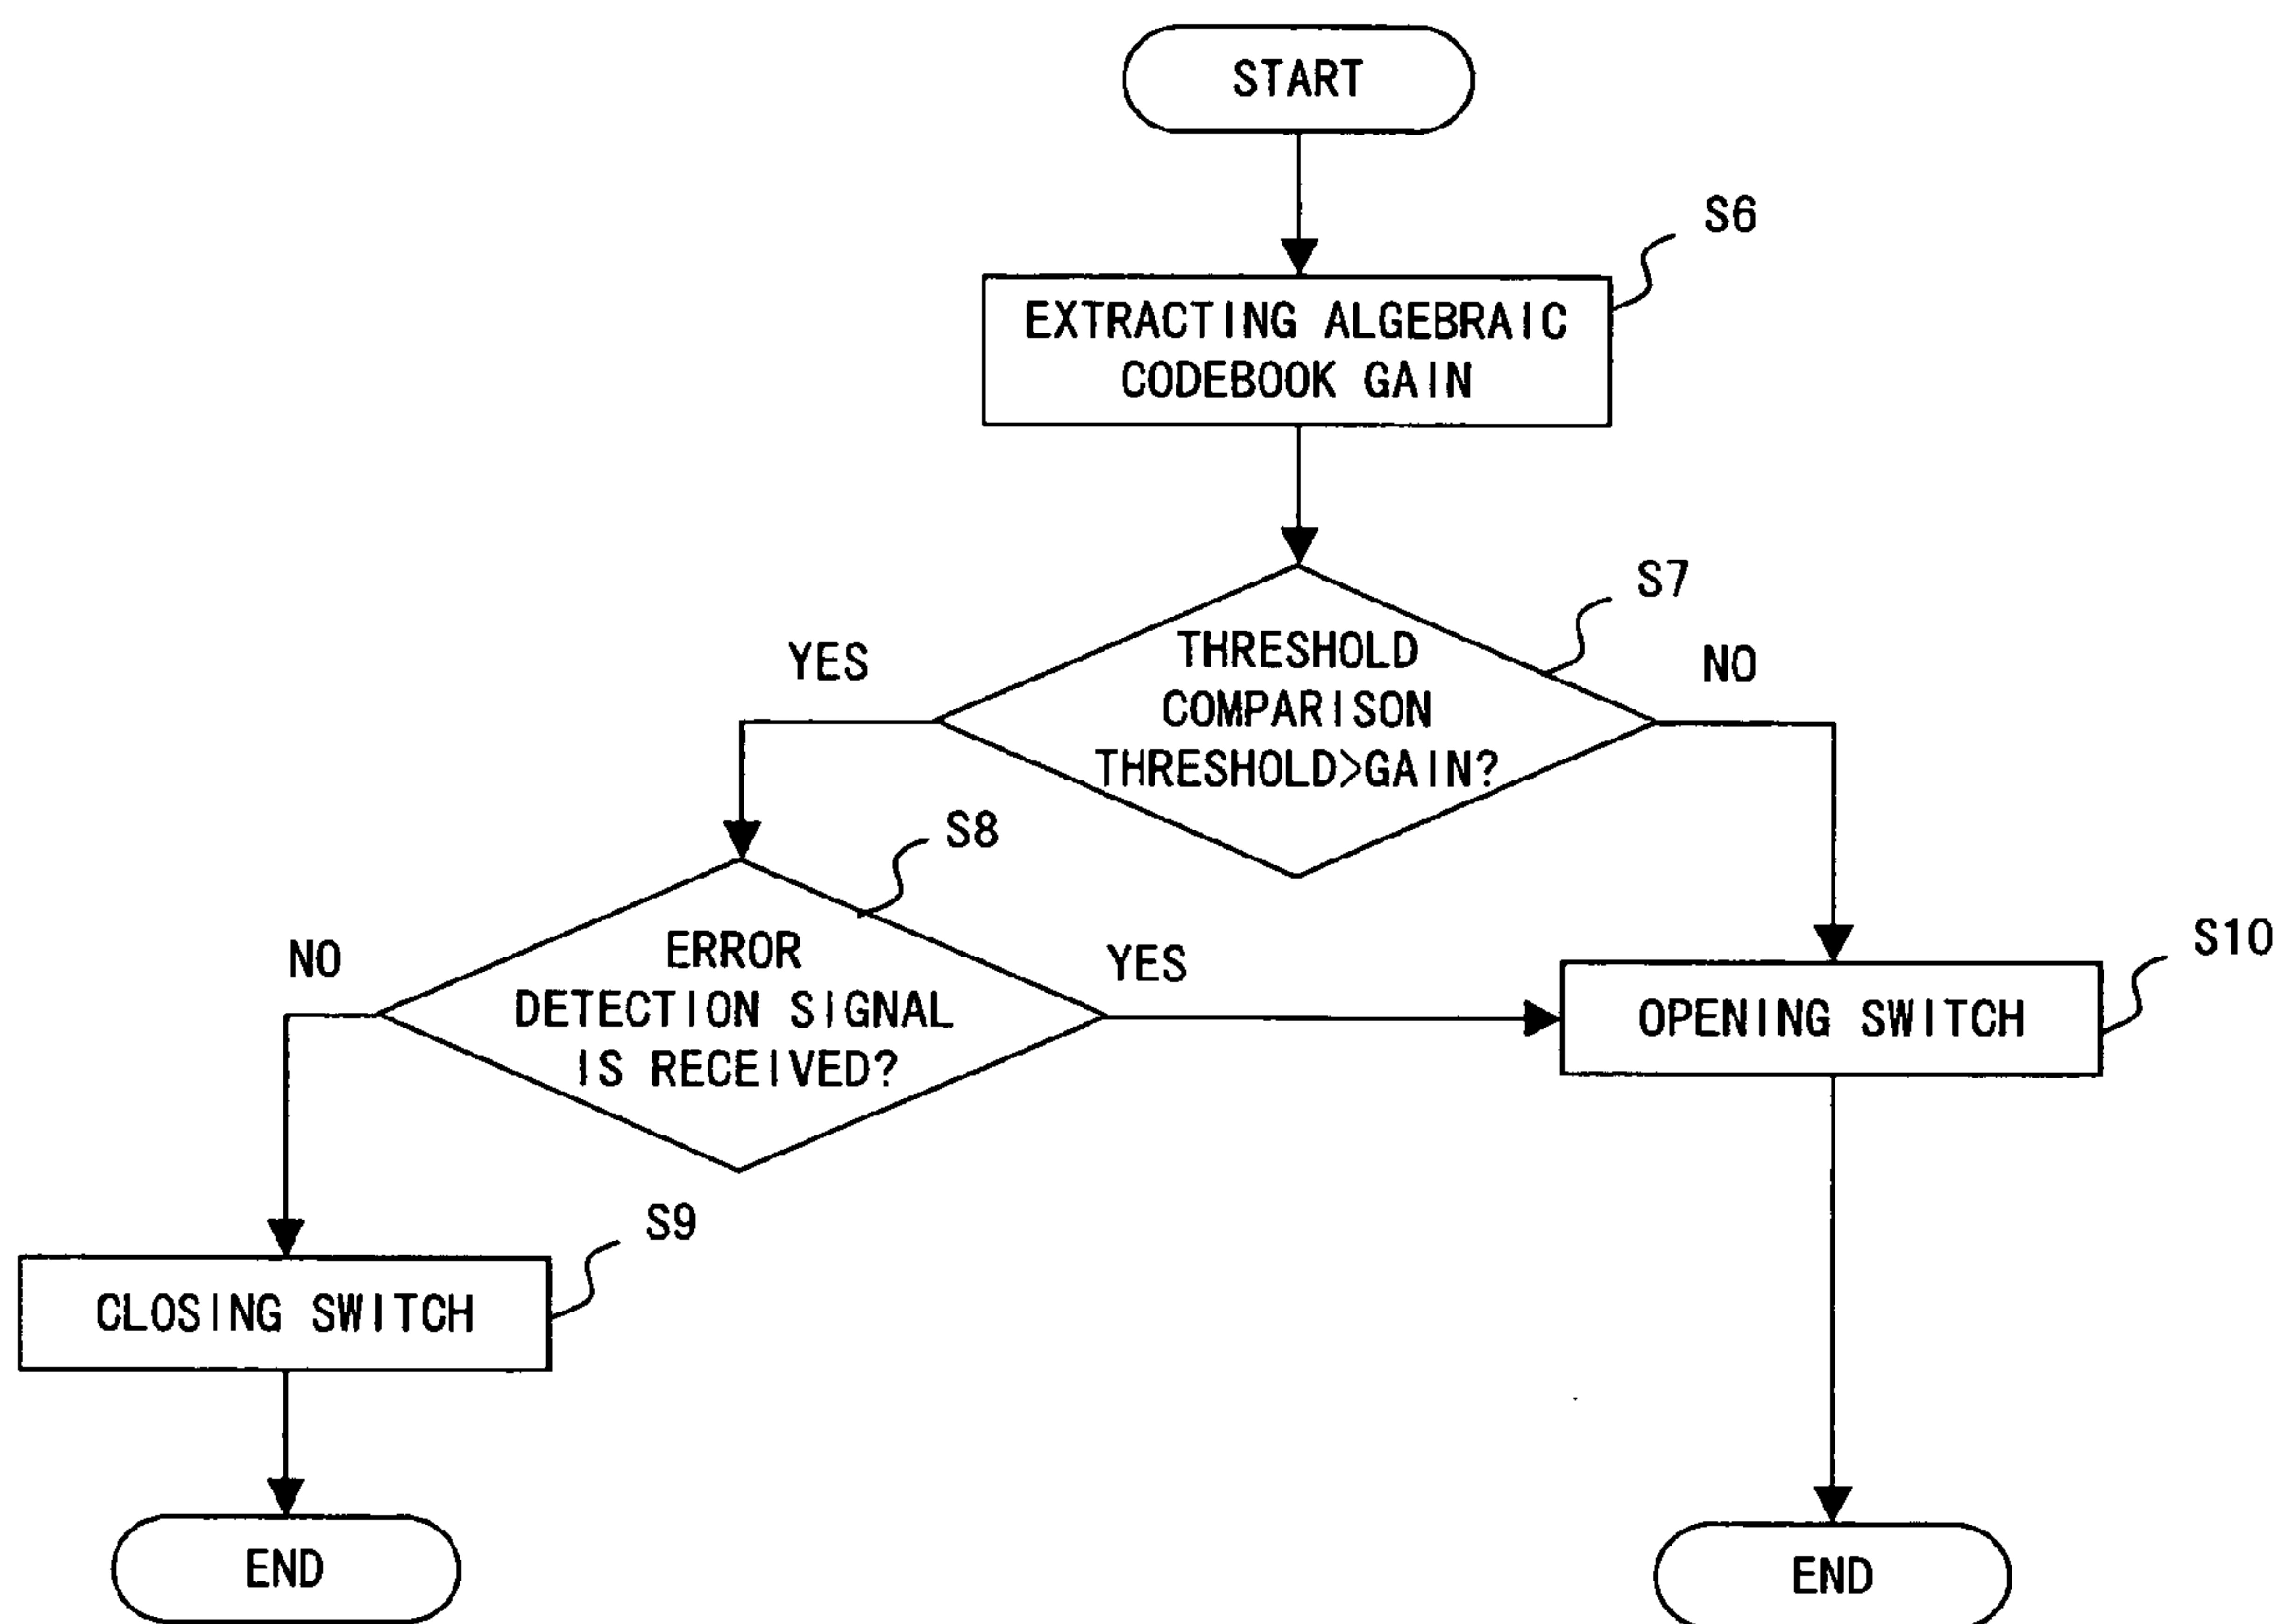 START
S6
EXTRACTING ALGEBRAIC
CODEBOOK GAIN
S7
YES
THRESHOLD
COMPARISON
THRESHOLD>GAIN?
NO
S8
NO
ERROR
DETECTION SIGNAL
IS RECEIVED?
YES
S10
OPENING SWITCH
S9
CLOSING SWITCH
END
END